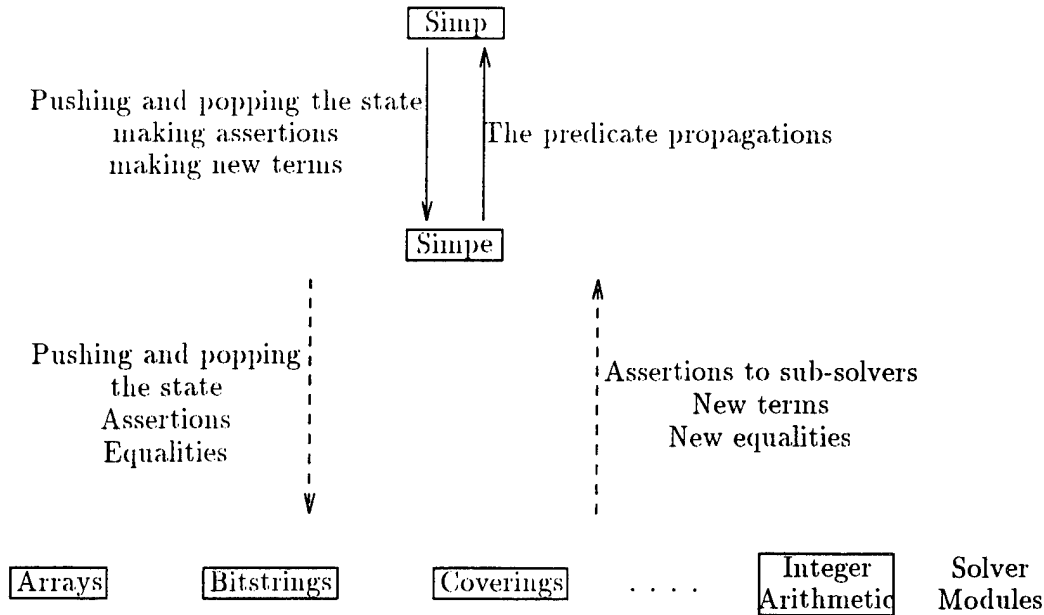 Simp
Pushing and popping the state
making assertions
making new terms
The predicate propagations
Simpe
Pushing and popping
the state
Assertions
Equalities
Assertions to sub-solvers
New terms
New equalities
Arrays
Bitstrings
Coverings
. . . .
Integer
Arithmetic
Solver
Modules